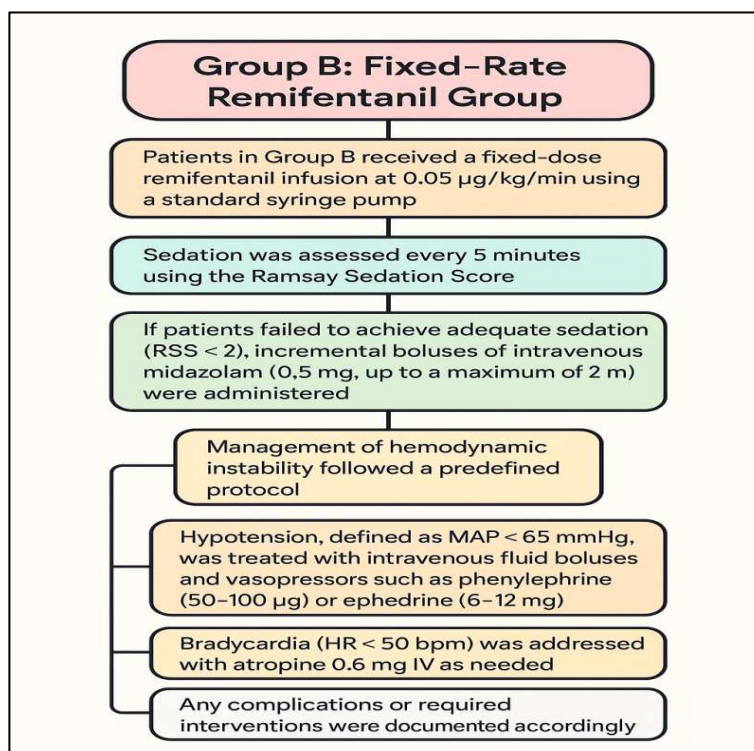 Group B: Fixed–Rate
Remifentanil Group
Patients in Group B received a fixed-dose
remifentanil infusion at 0.05 µg/kg/min using
a standard syringe pump
Sedation was assessed every 5 minutes
using the Ramsay Sedation Score
If patients failed to achieve adequate sedation
(RSS < 2), incremental boluses of intravenous
midazolam (0,5 mg, up to a maximum of 2 m)
were administered
Management of hemodynamic
instability followed a predefined
protocol
Hypotension, defined as MAP < 65 mmHg,
was treated with intravenous fluid boluses
and vasopressors such as phenylephrine
(50–100 µg) or ephedrine (6–12 mg)
Bradycardia (HR < 50 bpm) was addressed
with atropine 0.6 mg IV as needed
Any complications or required
interventions were documented accordingly